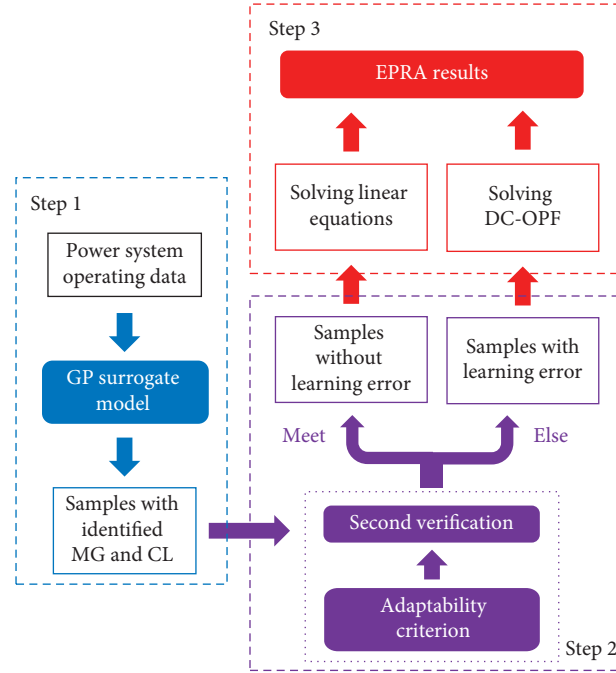 Step 3
EPRA results
Solving linear
equations
Solving
DC-OPF
Step 1
Power system
operating data
GP surrogate
model
Samples with
identified
MG and CL
Samples
without
learning error
Samples with
learning error
Meet
Else
Second verification
Adaptability
criterion
Step 2